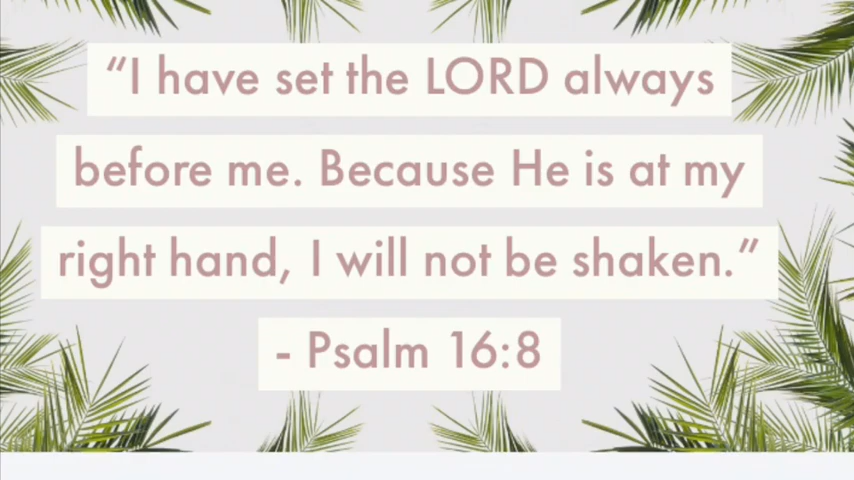 “I have set the LORD always
before me. Because He is at my
right hand, I will not be shaken.”
- Psalm 16:8